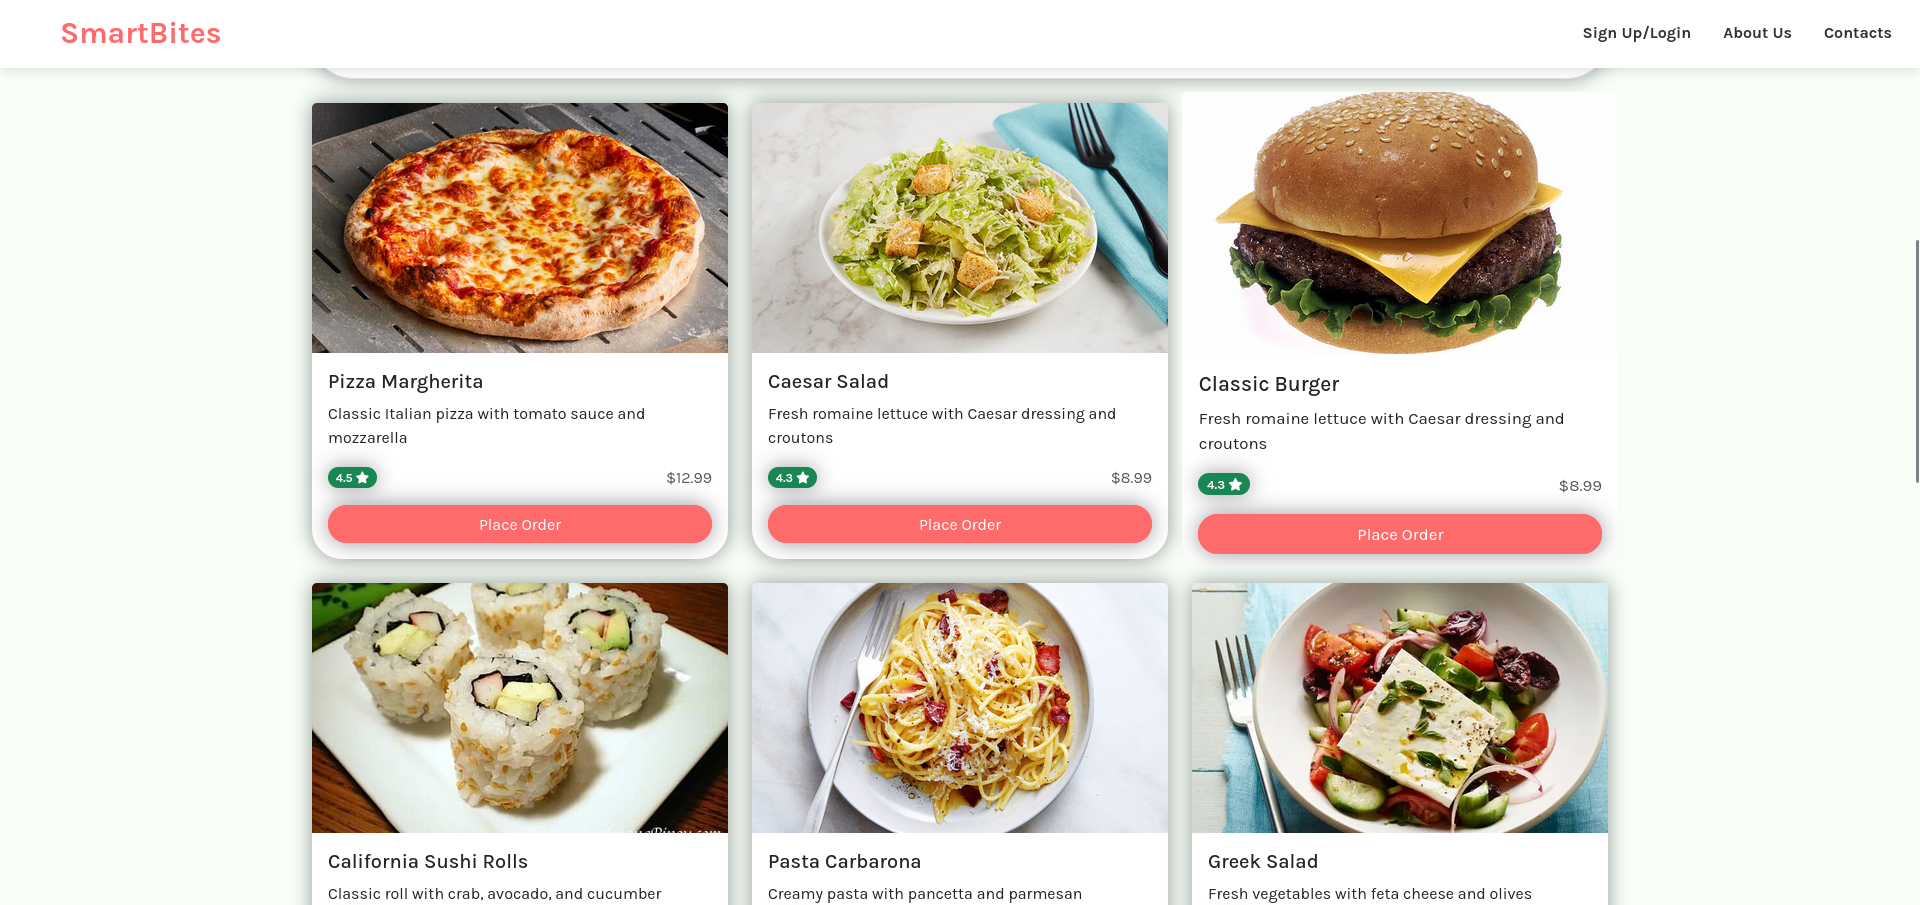 SmartBites
Sign Up/Login
About Us
Contacts
Pizza Margherita
Classic Italian pizza with tomato sauce and
mozzarella
4.5
$12.99
Place Order
Caesar Salad
Fresh romaine lettuce with Caesar dressing and
croutons
4.3
$8.99
Place Order
Classic Burger
Fresh romaine lettuce with Caesar dressing and
croutons
4.3
$8.99
Place Order
California Sushi Rolls
Classic roll with crab, avocado, and cucumber
Pasta Carbarona
Creamy pasta with pancetta and parmesan
Greek Salad
Fresh vegetables with feta cheese and olives